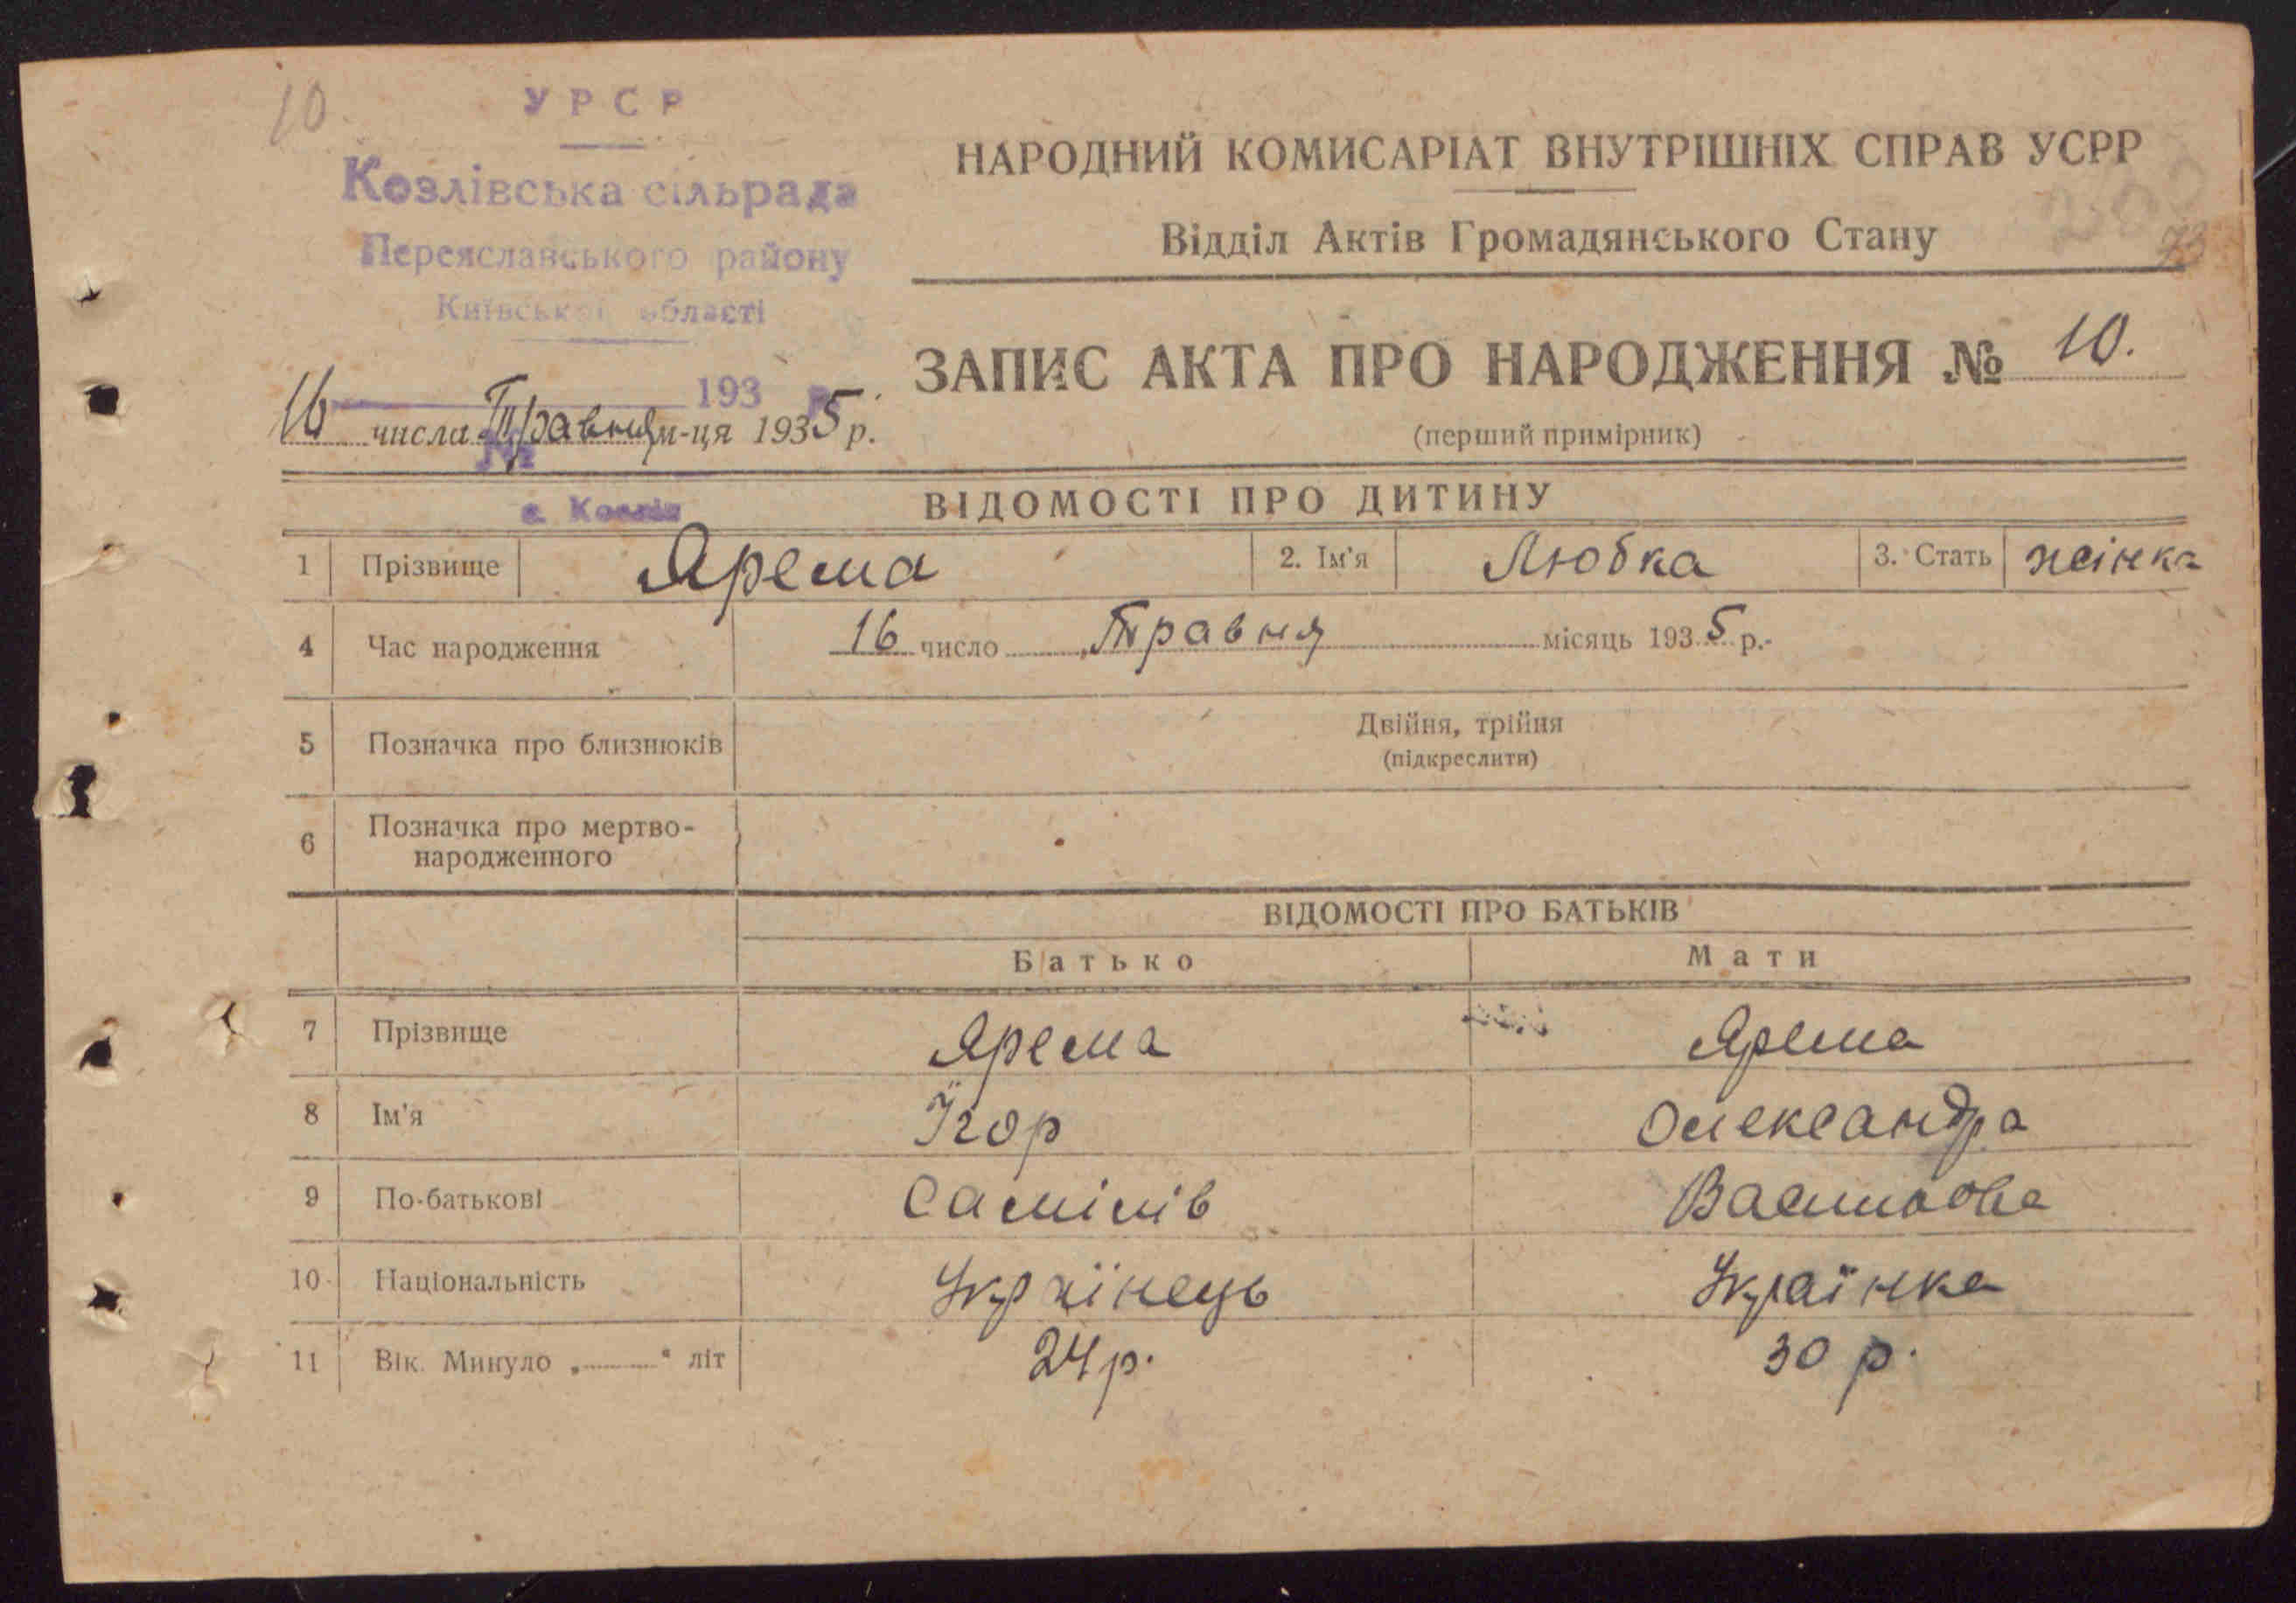 10.
УРСР
Козлівська сільрада
Переяславського району
Київської області
193 р.
№
с. Козлів
НАРОДНИЙ КОМИСАРІАТ ВНУТРІШНІХ СПРАВ УСРР
Відділ Актів Громадянського Стану
73
ЗАПИС АКТА ПРО НАРОДЖЕННЯ № 10.
(перший примірник)
16 числа Травня м-ця 1935 р.
ВІДОМОСТІ ПРО ДИТИНУ
1 Прізвище Ярема 2. Ім'я Любка 3. Стать жінка
4 Час народження 16 число Травня місяць 1935 р.-
5 Позначка про близнюків Двійня, трійня
(підкреслити)
6 Позначка про мертво-
народженного
ВІДОМОСТІ ПРО БАТЬКІВ
Батько Мати
7 Прізвище Ярема Ярема
8 Ім'я Їгор Олександра
9 По-батькові
10 Національність Українець Українка
11 Вік. Минуло „ “ літ 24 р. 30 р.